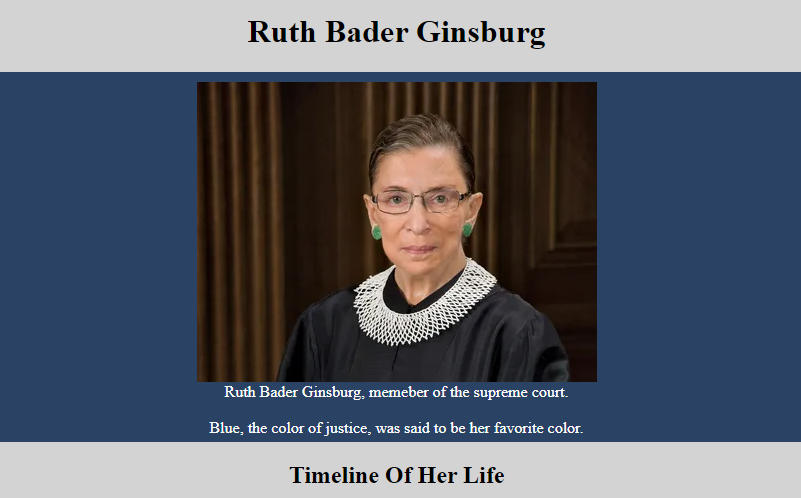 Ruth Bader Ginsburg
Ruth Bader Ginsburg, memeber of the supreme court.
Blue, the color of justice, was said to be her favorite color.
Timeline Of Her Life